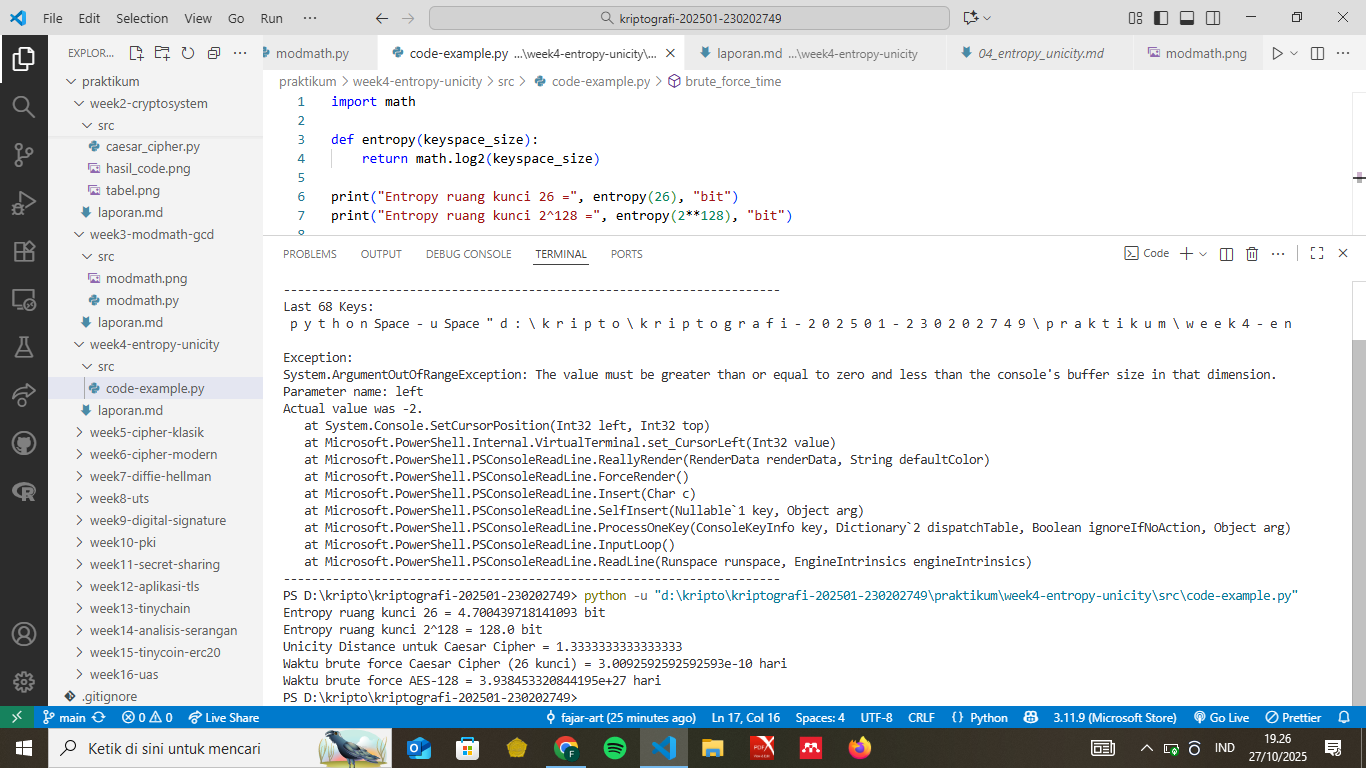 File Edit Selection View Go Run ··· kriptografi-202501-230202749
EXPLOR...
modmath.py code-example.py ...\week4-entropy-unicity\... laporan.md ...\week4-entropy-unicity 04_entropy_unicity.md modmath.png
praktikum > week4-entropy-unicity > src > code-example.py > brute_force_time
praktikum
week2-cryptosystem
src
caesar_cipher.py
hasil_code.png
tabel.png
laporan.md
week3-modmath-gcd
src
modmath.png
modmath.py
laporan.md
week4-entropy-unicity
src
code-example.py
laporan.md
week5-cipher-klasik
week6-cipher-modern
week7-diffie-hellman
week8-uts
week9-digital-signature
week10-pki
week11-secret-sharing
week12-aplikasi-tls
week13-tinychain
week14-analisis-serangan
week15-tinycoin-erc20
week16-uas
.gitignore
1 import math
2
3 def entropy(keyspace_size):
4 return math.log2(keyspace_size)
5
6 print("Entropy ruang kunci 26 =", entropy(26), "bit")
7 print("Entropy ruang kunci 2^128 =", entropy(2**128), "bit")
8
PROBLEMS OUTPUT DEBUG CONSOLE TERMINAL PORTS Code
-----------------------------------------------------------------------
Last 68 Keys:
p y t h o n Space - u Space " d : \ k r i p t o \ k r i p t o g r a f i - 2 0 2 5 0 1 - 2 3 0 2 0 2 7 4 9 \ p r a k t i k u m \ w e e k 4 - e n
Exception:
System.ArgumentOutOfRangeException: The value must be greater than or equal to zero and less than the console's buffer size in that dimension.
Parameter name: left
Actual value was -2.
at System.Console.SetCursorPosition(Int32 left, Int32 top)
at Microsoft.PowerShell.Internal.VirtualTerminal.set_CursorLeft(Int32 value)
at Microsoft.PowerShell.PSConsoleReadLine.ReallyRender(RenderData renderData, String defaultColor)
at Microsoft.PowerShell.PSConsoleReadLine.ForceRender()
at Microsoft.PowerShell.PSConsoleReadLine.Insert(Char c)
at Microsoft.PowerShell.PSConsoleReadLine.SelfInsert(Nullable`1 key, Object arg)
at Microsoft.PowerShell.PSConsoleReadLine.ProcessOneKey(ConsoleKeyInfo key, Dictionary`2 dispatchTable, Boolean ignoreIfNoAction, Object arg)
at Microsoft.PowerShell.PSConsoleReadLine.InputLoop()
at Microsoft.PowerShell.PSConsoleReadLine.ReadLine(Runspace runspace, EngineIntrinsics engineIntrinsics)
-----------------------------------------------------------------------
PS D:\kripto\kriptografi-202501-230202749> python -u "d:\kripto\kriptografi-202501-230202749\praktikum\week4-entropy-unicity\src\code-example.py"
Entropy ruang kunci 26 = 4.700439718141093 bit
Entropy ruang kunci 2^128 = 128.0 bit
Unicity Distance untuk Caesar Cipher = 1.3333333333333333
Waktu brute force Caesar Cipher (26 kunci) = 3.0092592592592593e-10 hari
Waktu brute force AES-128 = 3.938453320844195e+27 hari
PS D:\kripto\kriptografi-202501-230202749>
main 0 0 0 Live Share fajar-art (25 minutes ago) Ln 17, Col 16 Spaces: 4 UTF-8 CRLF {} Python 3.11.9 (Microsoft Store) Go Live Prettier
Ketik di sini untuk mencari IND 19.26
27/10/2025